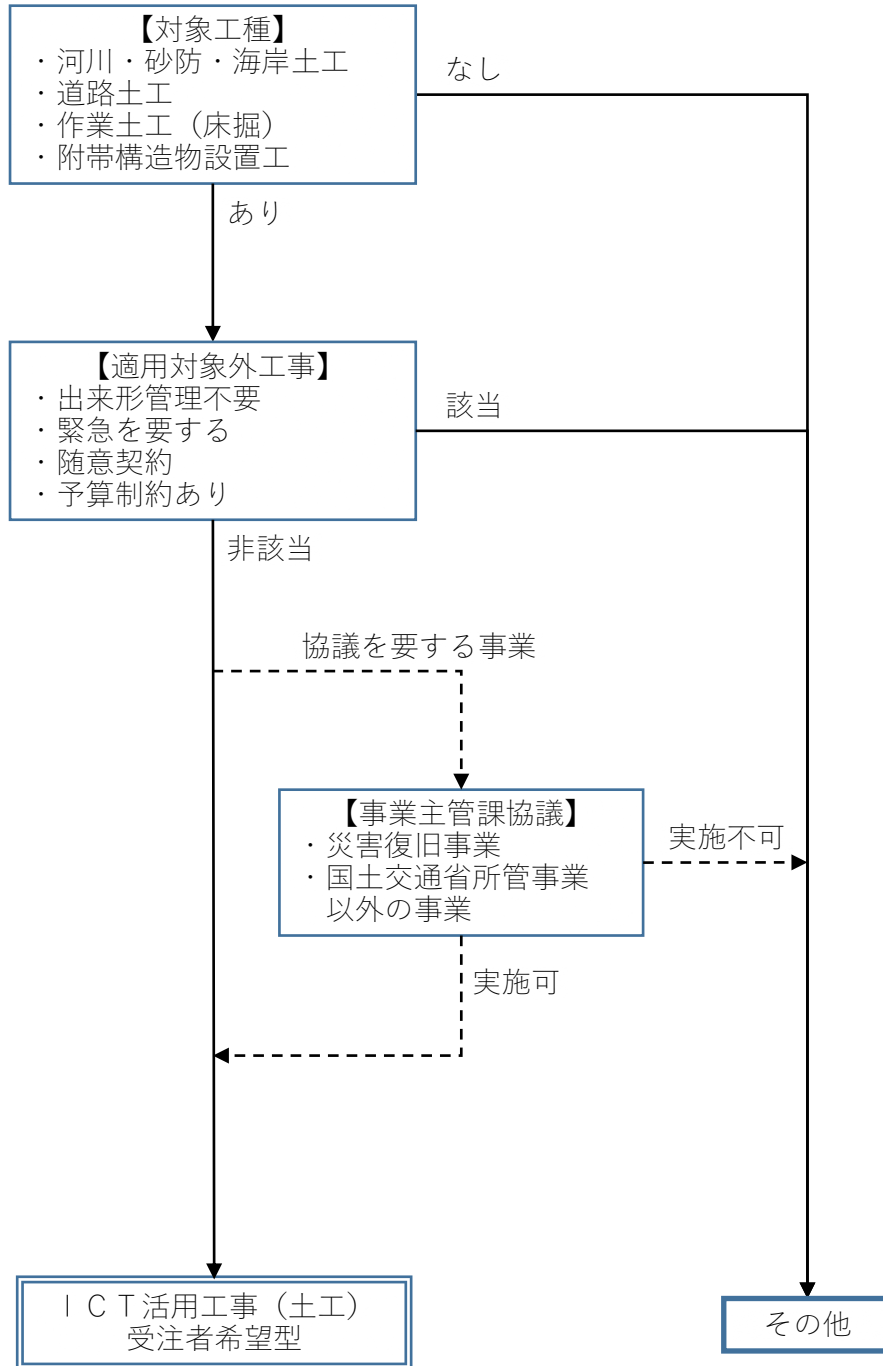 【対象工種】
・河川・砂防・海岸土工
・道路土工
・作業土工（床掘）
・附帯構造物設置工
なし
あり
【適用対象外工事】
・出来形管理不要
・緊急を要する
・随意契約
・予算制約あり
該当
非該当
協議を要する事業
【事業主管課協議】
・災害復旧事業
・国土交通省所管事業
以外の事業
実施不可
実施可
ＩＣＴ活用工事（土工）
受注者希望型
その他